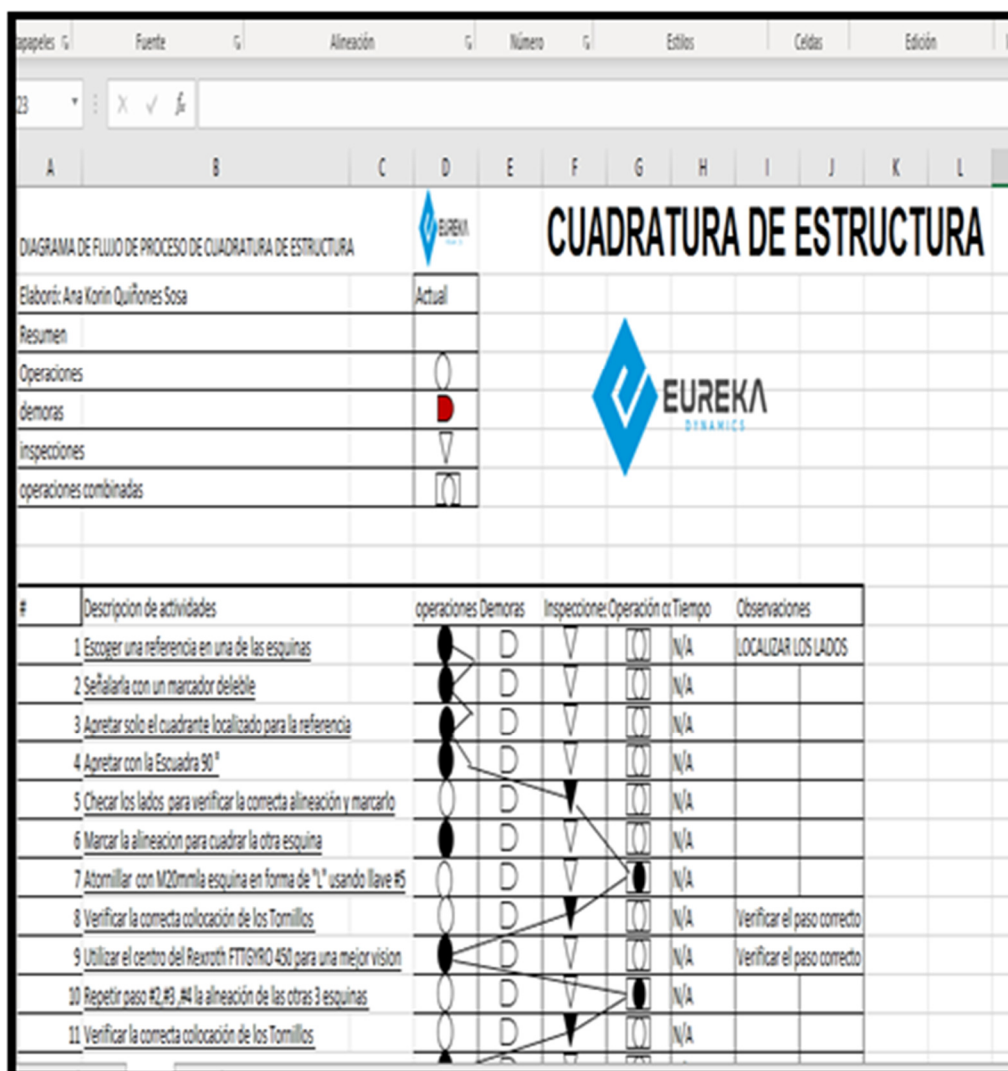 apapeles Fuente Alineación Número Estilos Celdas Edición
23 fx
A B C D E F G H I J K L
DIAGRAMA DE FLUJO DE PROCESO DE CUADRATURA DE ESTRUCTURA EUREKA CUADRATURA DE ESTRUCTURA
Elaboró: Ana Korin Quiñones Sosa Actual
Resumen
Operaciones
demoras
EUREKA
DYNAMICS
inspecciones
operaciones combinadas
# Descripcion de actividades operaciones Demoras Inspeccione: Operación cc Tiempo Observaciones
1 Escoger una referencia en una de las esquinas N/A LOCALIZAR LOS LADOS
2 Señalarla con un marcador deleble N/A
3 Apretar solo el cuadrante localizado para la referencia N/A
4 Apretar con la Escuadra 90° N/A
5 Checar los lados para verificar la correcta alineación y marcarlo N/A
6 Marcar la alineacion para cuadrar la otra esquina N/A
7 Atornillar con M20mmla esquina en forma de "L" usando llave #5 N/A
8 Verificar la correcta colocación de los Tornillos N/A Verificar el paso correcto
9 Utilizar el centro del Rexroth FTTGYRO 450 para una mejor vision N/A Verificar el paso correcto
10 Repetir paso #2,#3 ,#4 la alneación de las otras 3 esquinas N/A
11 Verificar la correcta colocación de los Tornillos N/A